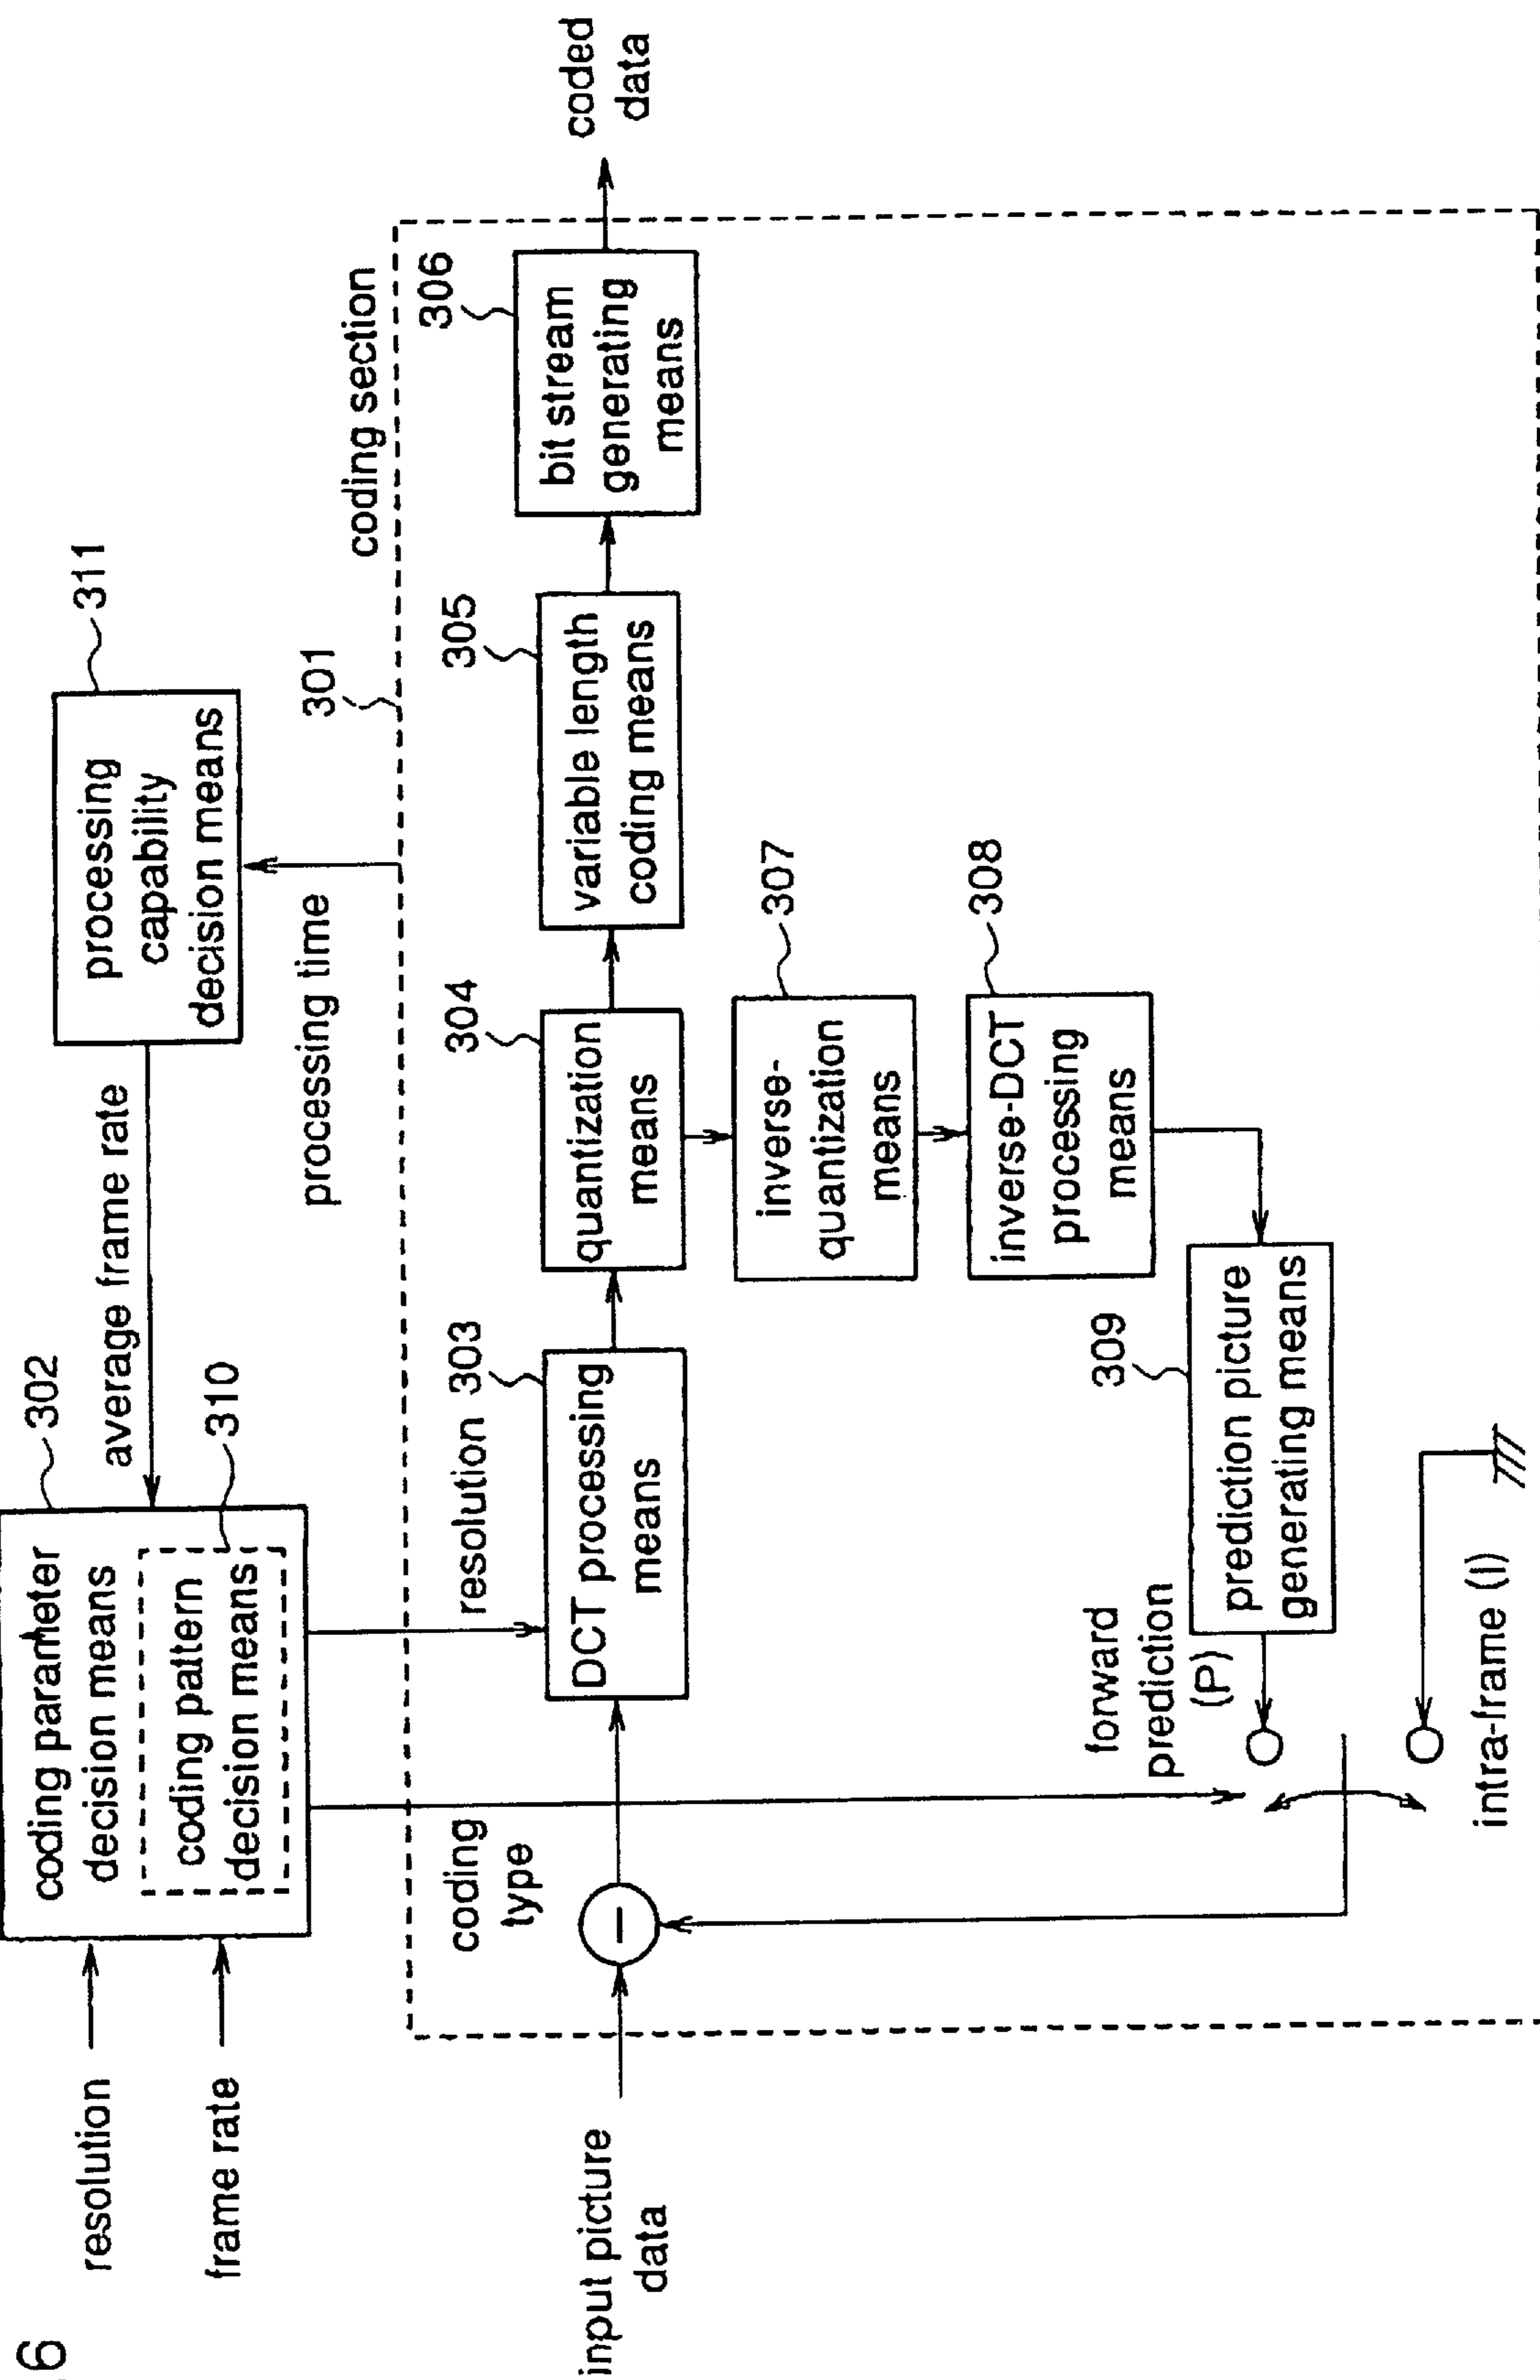 6
resolution
frame rate
coding parameter
decision means
coding pattern
decision means
302
310
average frame rate
processing
capability
decision means
311
processing time
301
coding section
input picture
data
coding
type
resolution
303
DCT processing
means
304
quantization
means
305
variable length
coding means
306
bit stream
generating
means
coded
data
307
inverse-
quantization
means
308
inverse-DCT
processing
means
309
prediction picture
generating means
forward
prediction
(P)
intra-frame (I)